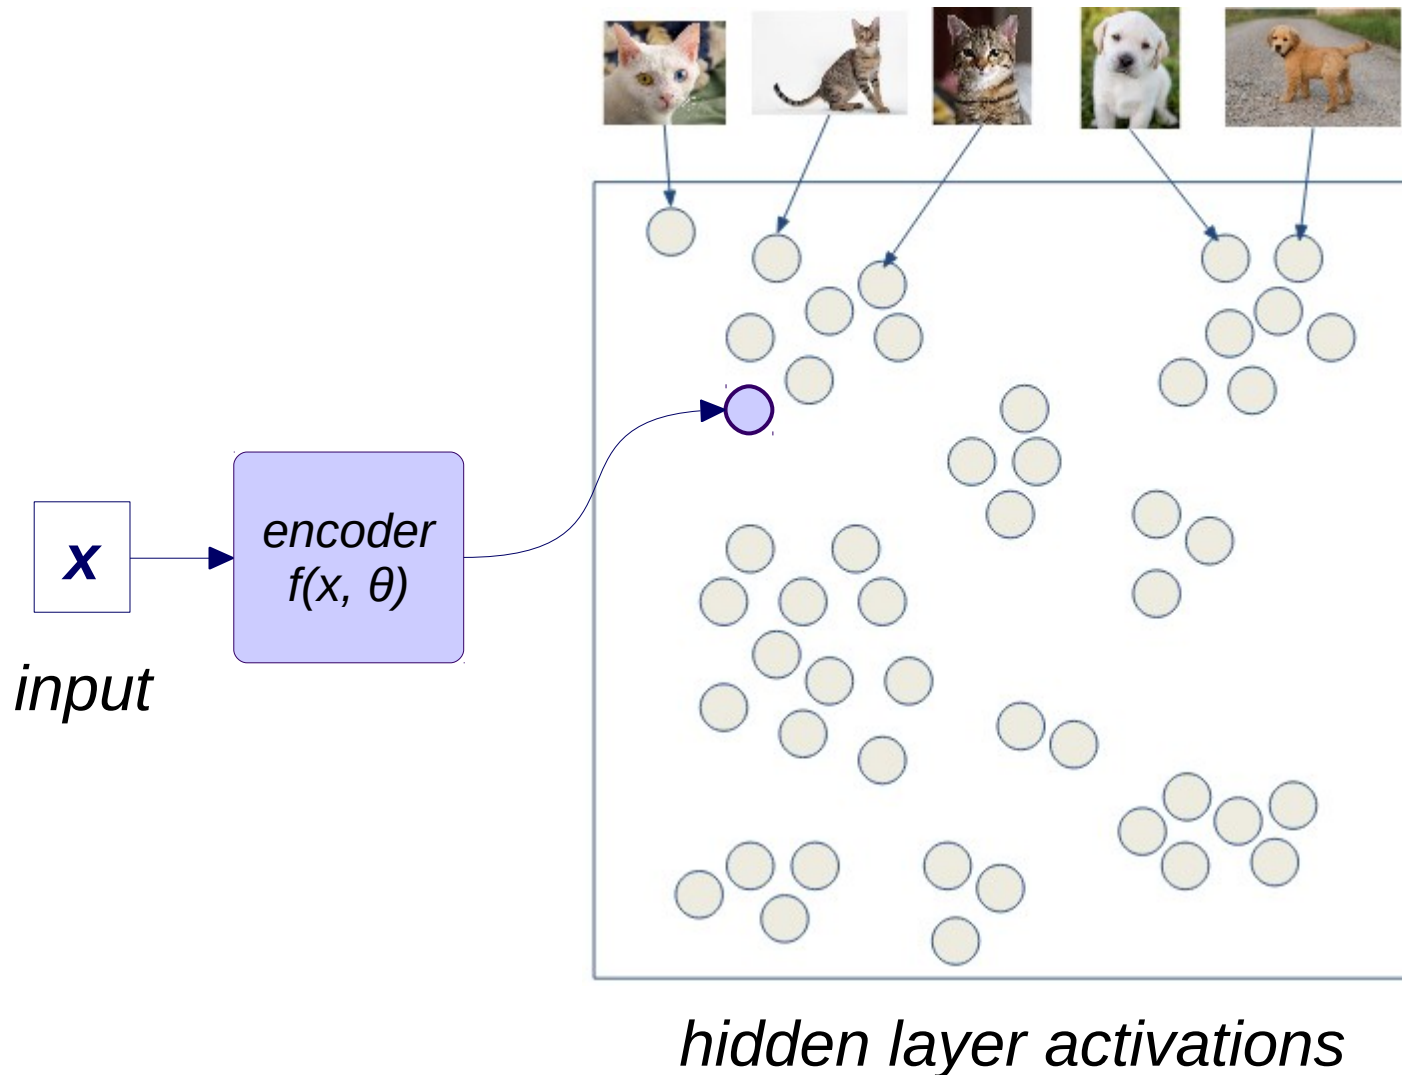 x
encoder
f(x, θ)
input
hidden layer activations